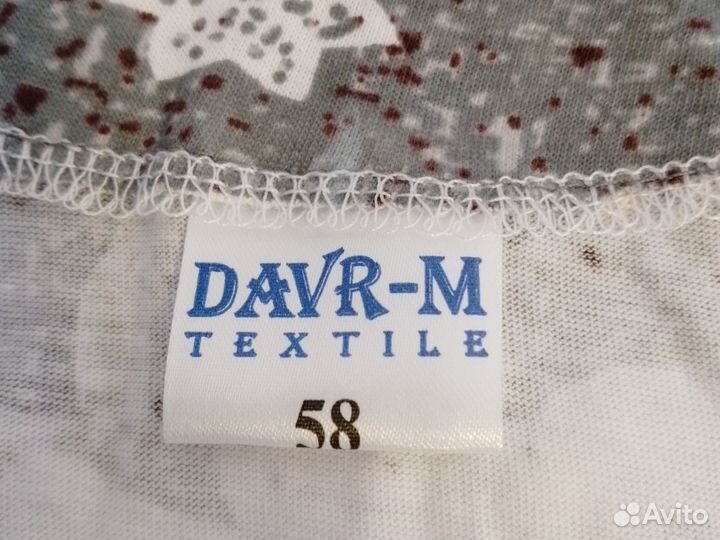 DAVR-M
TEXTILE
58
Avito